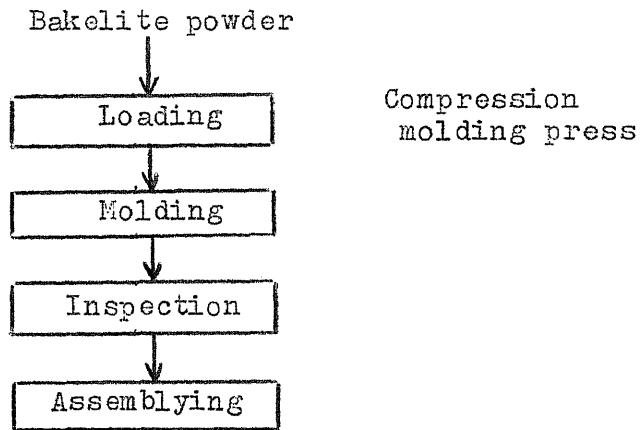 Bakelite powder
Loading
Compression
molding press
Molding
Inspection
Assemblying